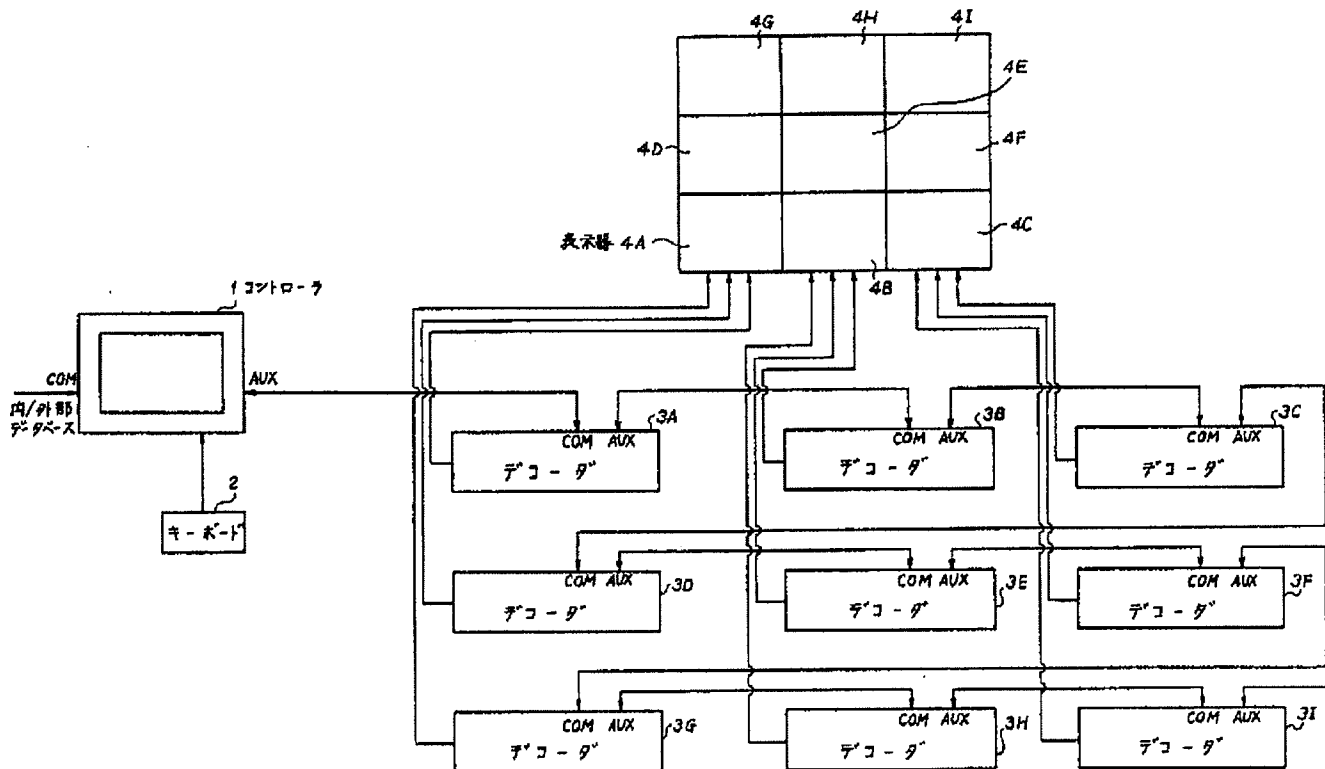 4G 4H 4I
4E
4D 4F
表示器 4A 4C
4B
1 コントローラ
COM AUX
内/外部
データベース
2
キーボード
3A 3B 3C
COM AUX COM AUX COM AUX
デコーダ デコーダ デコーダ
COM AUX COM AUX COM AUX
3D 3E 3F
デコーダ デコーダ デコーダ
COM AUX COM AUX COM AUX
3G 3H 3I
デコーダ デコーダ デコーダ